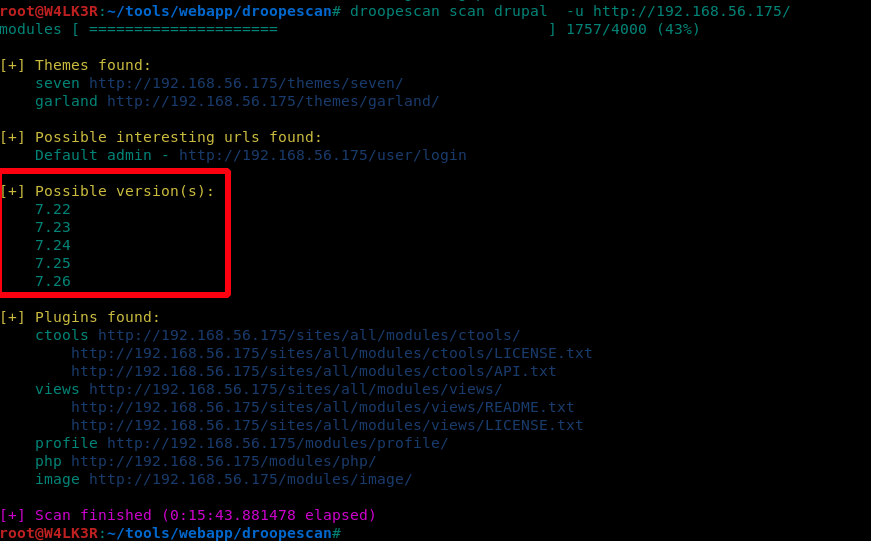 root@W4LK3R:~/tools/webapp/droopescan# droopescan scan drupal  -u http://192.168.56.175/
modules [ =====================                              ] 1757/4000 (43%)
[+] Themes found:
seven http://192.168.56.175/themes/seven/
garland http://192.168.56.175/themes/garland/
[+] Possible interesting urls found:
Default admin - http://192.168.56.175/user/login
[+] Possible version(s):
7.22
7.23
7.24
7.25
7.26
[+] Plugins found:
ctools http://192.168.56.175/sites/all/modules/ctools/
http://192.168.56.175/sites/all/modules/ctools/LICENSE.txt
http://192.168.56.175/sites/all/modules/ctools/API.txt
views http://192.168.56.175/sites/all/modules/views/
http://192.168.56.175/sites/all/modules/views/README.txt
http://192.168.56.175/sites/all/modules/views/LICENSE.txt
profile http://192.168.56.175/modules/profile/
php http://192.168.56.175/modules/php/
image http://192.168.56.175/modules/image/
[+] Scan finished (0:15:43.881478 elapsed)
root@W4LK3R:~/tools/webapp/droopescan#